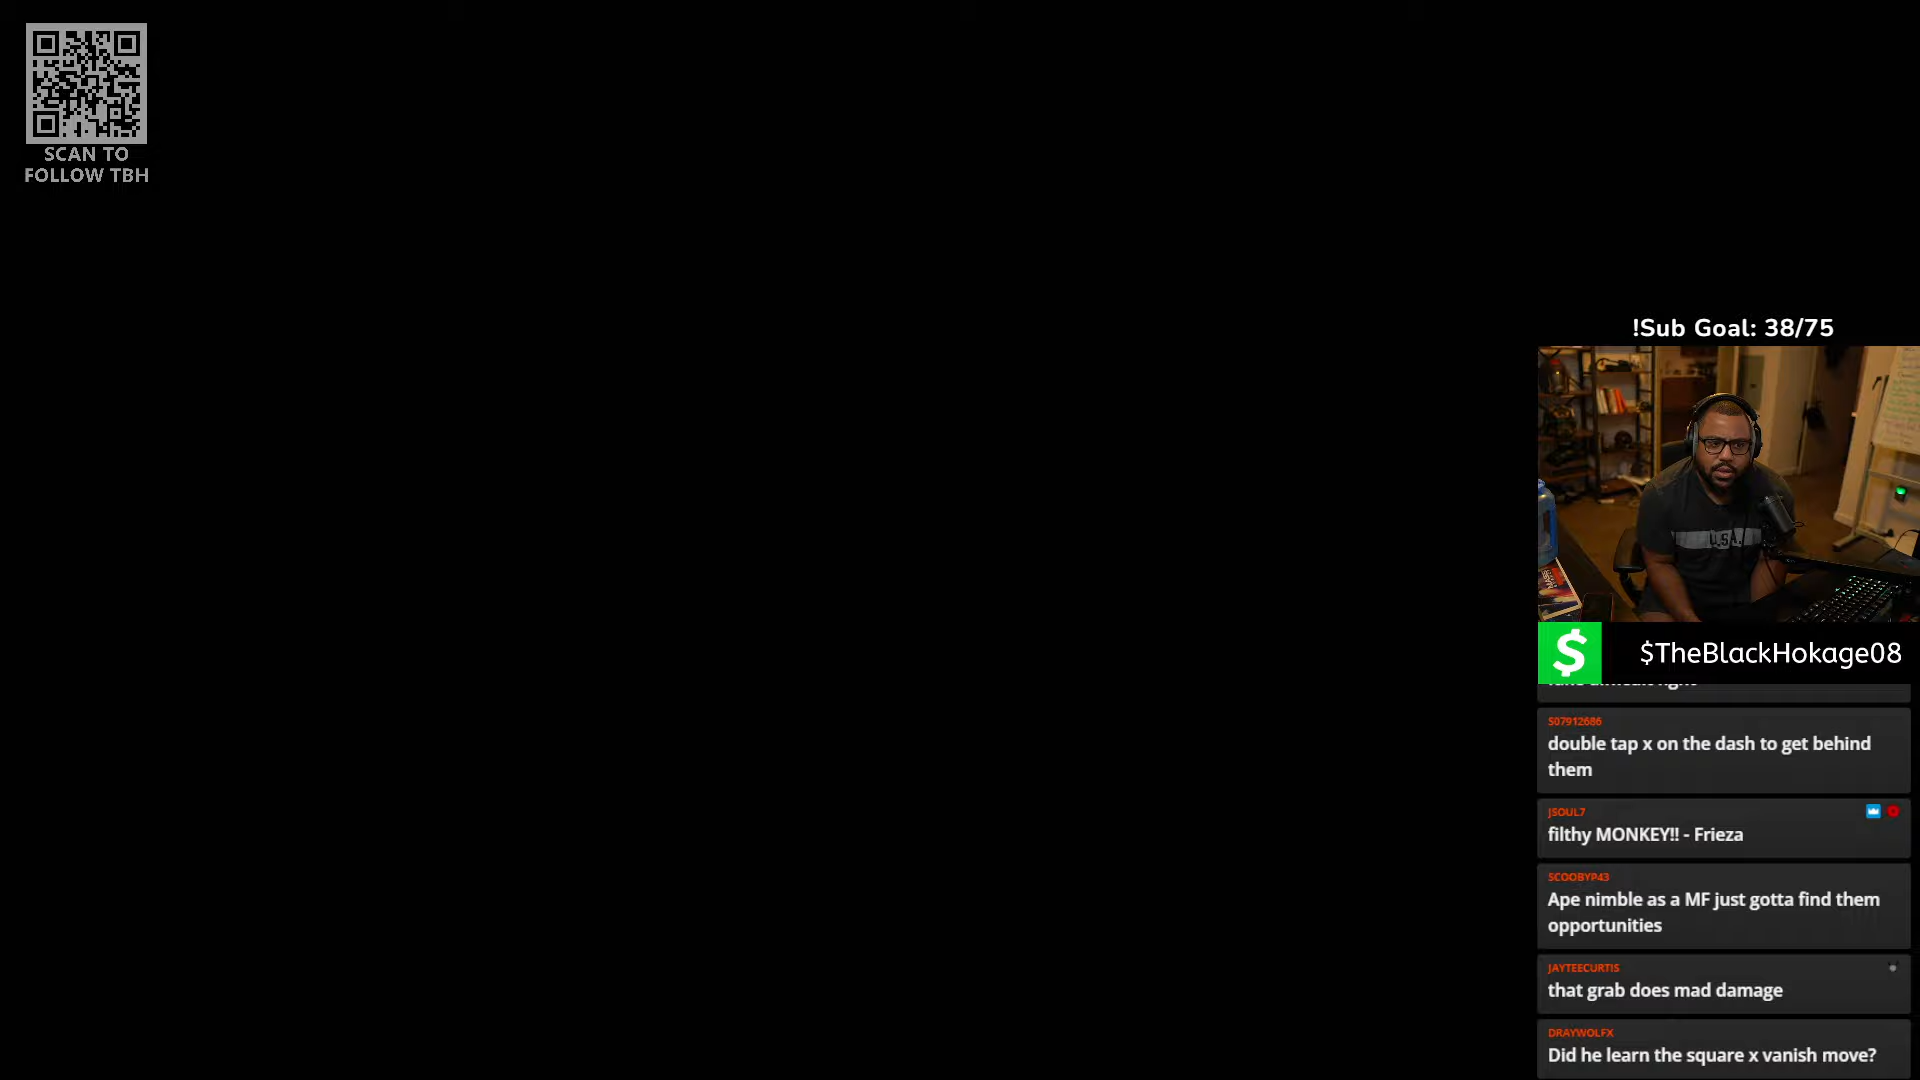 SCAN TO
FOLLOW TBH
!Sub Goal: 38/75
U.S.A.
$
$TheBlackHokage08
S07912686
double tap x on the dash to get behind
them
JSOUL7
filthy MONKEY!! - Frieza
SCOOBYP43
Ape nimble as a MF just gotta find them
opportunities
JAYTEECURTIS
that grab does mad damage
DRAYWOLFX
Did he learn the square x vanish move?